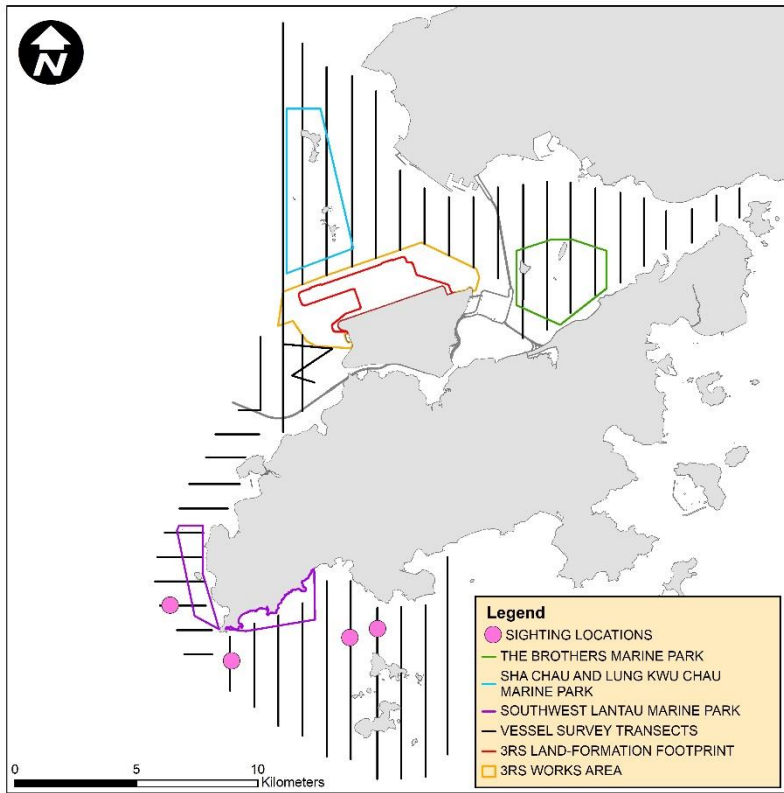 N
Legend
SIGHTING LOCATIONS
THE BROTHERS MARINE PARK
SHA CHAU AND LUNG KWU CHAU
MARINE PARK
SOUTHWEST LANTAU MARINE PARK
VESSEL SURVEY TRANSECTS
3RS LAND-FORMATION FOOTPRINT
3RS WORKS AREA
0 5 10
Kilometers